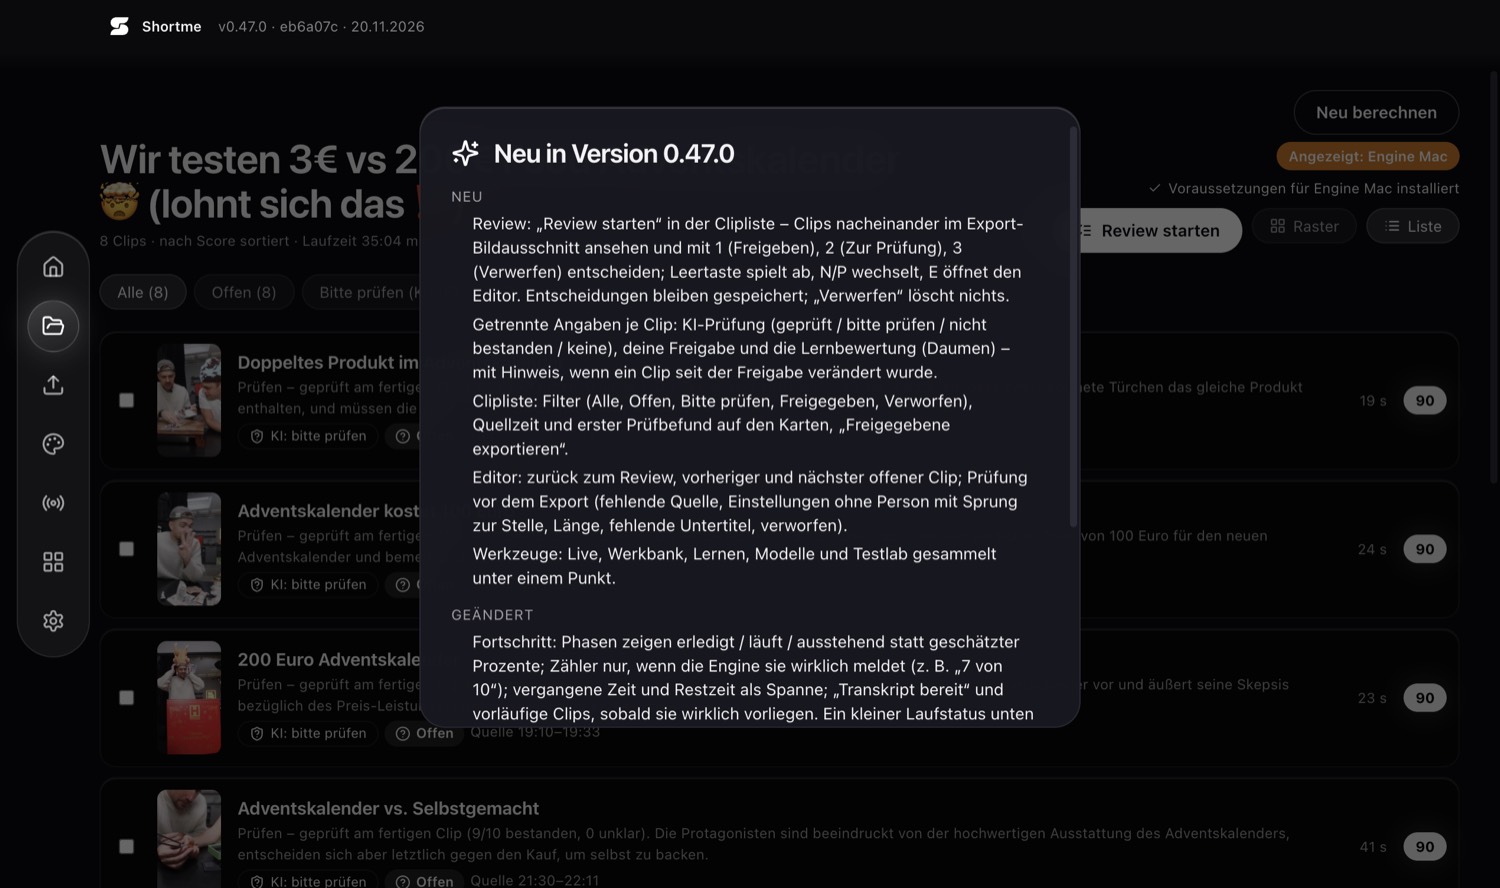 Shortme v0.47.0 · eb6a07c · 20.11.2026
Neu berechnen
Angezeigt: Engine Mac
Voraussetzungen für Engine Mac installiert
Wir testen 3€ vs 2
(lohnt sich das
8 Clips · nach Score sortiert · Laufzeit 35:04
Review starten
Raster
Liste
Alle (8)
Offen (8)
Bitte prüfen
Neu in Version 0.47.0
NEU
Review: „Review starten“ in der Clipliste – Clips nacheinander im Export-
Bildausschnitt ansehen und mit 1 (Freigeben), 2 (Zur Prüfung), 3
(Verwerfen) entscheiden; Leertaste spielt ab, N/P wechselt, E öffnet den
Editor. Entscheidungen bleiben gespeichert; „Verwerfen“ löscht nichts.
Getrennte Angaben je Clip: KI-Prüfung (geprüft / bitte prüfen / nicht
bestanden / keine), deine Freigabe und die Lernbewertung (Daumen) –
mit Hinweis, wenn ein Clip seit der Freigabe verändert wurde.
Clipliste: Filter (Alle, Offen, Bitte prüfen, Freigegeben, Verworfen),
Quellzeit und erster Prüfbefund auf den Karten, „Freigegebene
exportieren“.
Editor: zurück zum Review, vorheriger und nächster offener Clip; Prüfung
vor dem Export (fehlende Quelle, Einstellungen ohne Person mit Sprung
zur Stelle, Länge, fehlende Untertitel, verworfen).
Werkzeuge: Live, Werkbank, Lernen, Modelle und Testlab gesammelt
unter einem Punkt.
GEÄNDERT
Fortschritt: Phasen zeigen erledigt / läuft / ausstehend statt geschätzter
Prozente; Zähler nur, wenn die Engine sie wirklich meldet (z. B. „7 von
10“); vergangene Zeit und Restzeit als Spanne; „Transkript bereit“ und
vorläufige Clips, sobald sie wirklich vorliegen. Ein kleiner Laufstatus unten
Doppeltes Produkt im
Prüfen – geprüft am fertige
Türchen das gleiche Produkt
enthalten, und müssen die
KI: bitte prüfen
19 s
90
Adventskalender kost
Prüfen – geprüft am fertige
von 100 Euro für den neuen
Adventskalender und beme
KI: bitte prüfen
24 s
90
200 Euro Adventskale
Prüfen – geprüft am fertige
vor und äußert seine Skepsis
bezüglich des Preis-Leistu
KI: bitte prüfen
Offen
Quelle 19:10–19:33
23 s
90
Adventskalender vs. Selbstgemacht
Prüfen – geprüft am fertigen Clip (9/10 bestanden, 0 unklar). Die Protagonisten sind beeindruckt von der hochwertigen Ausstattung des Adventskalenders,
entscheiden sich aber letztlich gegen den Kauf, um selbst zu backen.
KI: bitte prüfen
Offen
Quelle 21:30–22:11
41 s
90